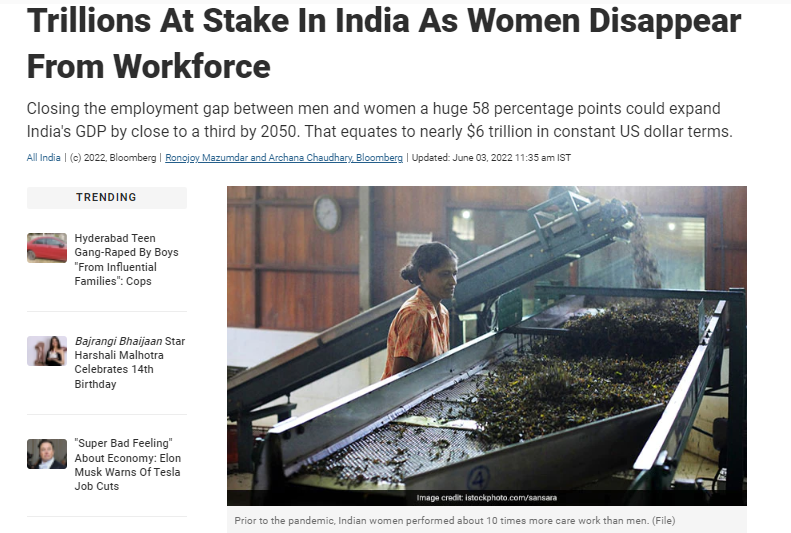 Trillions At Stake In India As Women Disappear
From Workforce
Closing the employment gap between men and women a huge 58 percentage points could expand
India's GDP by close to a third by 2050. That equates to nearly $6 trillion in constant US dollar terms.
All India | (c) 2022, Bloomberg | Ronojoy Mazumdar and Archana Chaudhary, Bloomberg | Updated: June 03, 2022 11:35 am IST
TRENDING
Hyderabad Teen
Gang-Raped By Boys
"From Influential
Families": Cops
Bajrangi Bhaijaan Star
Harshali Malhotra
Celebrates 14th
Birthday
"Super Bad Feeling"
About Economy: Elon
Musk Warns Of Tesla
Job Cuts
4
Image credit: istockphoto.com/sansara
Prior to the pandemic, Indian women performed about 10 times more care work than men. (File)